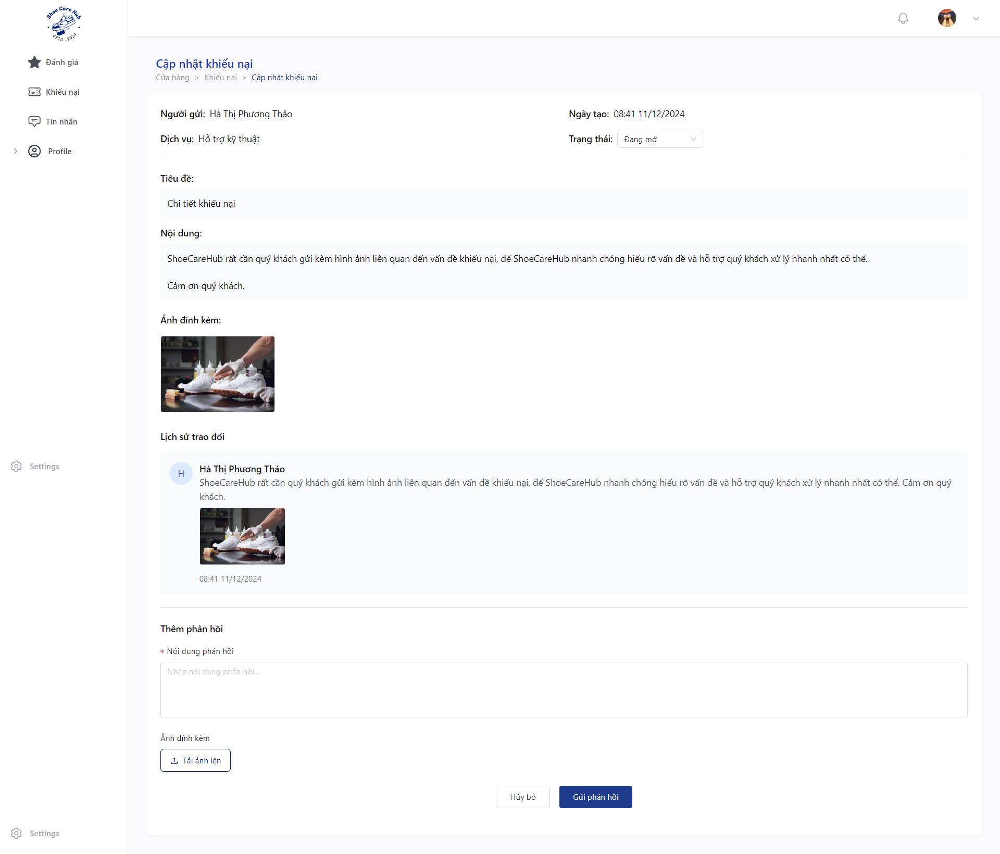 Shoe Care Hub
ESTD . 2024
Đánh giá
Khiếu nại
Tin nhắn
Profile
Settings
Settings
Cập nhật khiếu nại
Cửa hàng > Khiếu nại > Cập nhật khiếu nại
Người gửi: Hà Thị Phương Thảo
Ngày tạo: 08:41 11/12/2024
Dịch vụ: Hỗ trợ kỹ thuật
Trạng thái: Đang mở
Tiêu đề:
Chi tiết khiếu nại
Nội dung:
ShoeCareHub rất cần quý khách gửi kèm hình ảnh liên quan đến vấn đề khiếu nại, để ShoeCareHub nhanh chóng hiểu rõ vấn đề và hỗ trợ quý khách xử lý nhanh nhất có thể.
Cảm ơn quý khách.
Ảnh đính kèm:
Lịch sử trao đổi
H
Hà Thị Phương Thảo
ShoeCareHub rất cần quý khách gửi kèm hình ảnh liên quan đến vấn đề khiếu nại, để ShoeCareHub nhanh chóng hiểu rõ vấn đề và hỗ trợ quý khách xử lý nhanh nhất có thể. Cảm ơn quý
khách.
08:41 11/12/2024
Thêm phản hồi
* Nội dung phản hồi
Nhập nội dung phản hồi...
Ảnh đính kèm
Tải ảnh lên
Hủy bỏ
Gửi phản hồi